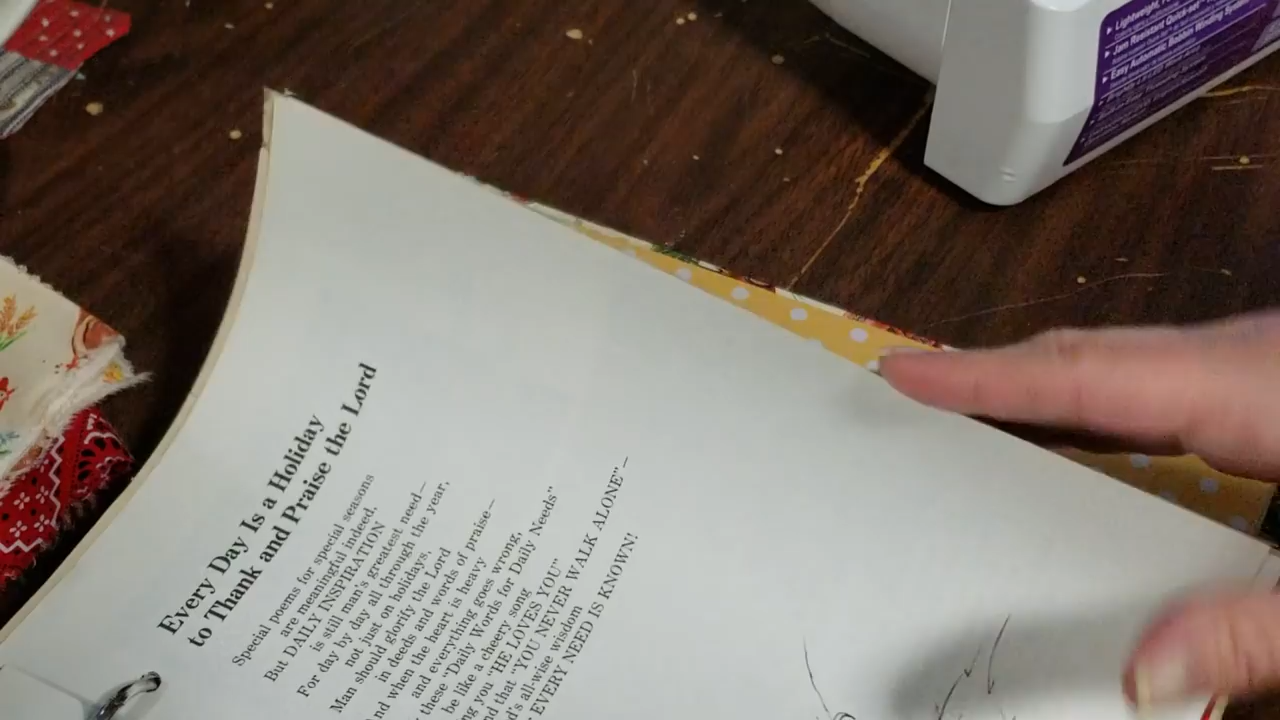 Every Day Is a Holiday
to Thank and Praise the Lord
Special poems for special seasons
are meaningful indeed,
But DAILY INSPIRATION
is still man's greatest need—
For day by day all through the year,
not just on holidays,
Man should glorify the Lord
in deeds and words of praise—
And when the heart is heavy
and everything goes wrong,
these "Daily Words for Daily Needs"
be like a cheery song
you "HE LOVES YOU"
and that "YOU NEVER WALK ALONE"—
all-wise wisdom
EVERY NEED IS KNOWN!
Lightweight,
Jam Resistant Quick-set
Easy Automatic Bobbin Winding System